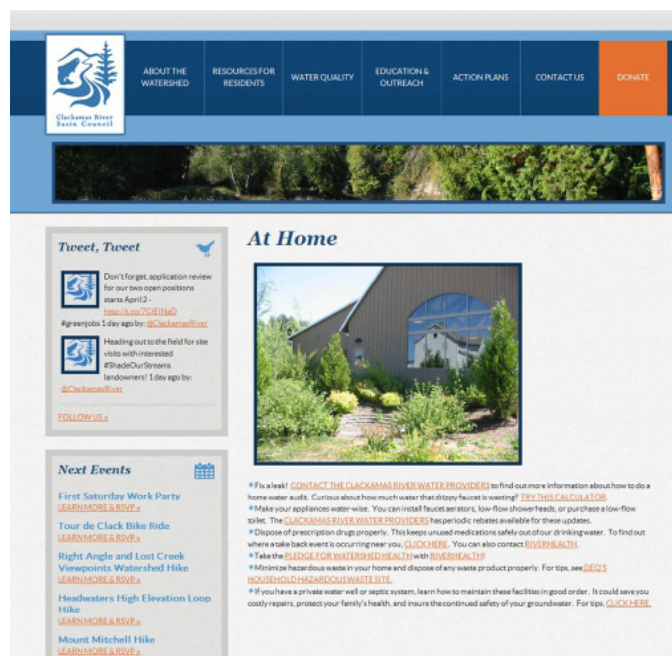 ABOUT THE
WATERSHED
RESOURCES FOR
RESIDENTS
WATER QUALITY
EDUCATION &
OUTREACH
ACTION PLANS
CONTACT US
DONATE
Clackamas River
Basin Council
Tweet, Tweet
Don't forget, application review
for our two open positions
starts April 2 -
#greenjobs 1 day ago by: @ClackamasRiver
Heading out to the field for site
visits with interested
#ShadeOurStreams
landowners! 1 day ago by:
@ClackamasRiver
FOLLOW US »
Next Events
First Saturday Work Party
LEARN MORE & RSVP »
Tour de Clack Bike Ride
LEARN MORE & RSVP »
Right Angle and Lost Creek
Viewpoints Watershed Hike
LEARN MORE & RSVP »
Headwaters High Elevation Loop
Hike
LEARN MORE & RSVP »
Mount Mitchell Hike
LEARN MORE & RSVP »
At Home
Fix a leak! CONTACT THE CLACKAMAS RIVER WATER PROVIDERS to find out more information about how to do a
home water audit. Curious about how much water that drippy faucet is wasting? TRY THIS CALCULATOR.
Make your appliances water-wise. You can install faucet aerators, low-flow showerheads, or purchase a low-flow
toilet. The CLACKAMAS RIVER WATER PROVIDERS has periodic rebates available for these updates.
Dispose of prescription drugs properly. This keeps unused medications safely out of our drinking water. To find out
where a take back event is occurring near you, CLICK HERE. You can also contact RIVERHEALTH.
Take the PLEDGE FOR WATERSHED HEALTH with RIVERHEALTH!
Minimize hazardous waste in your home and dispose of any waste product properly. For tips, see DEQ'S
HOUSEHOLD HAZARDOUS WASTE SITE.
If you have a private water well or septic system, learn how to maintain these facilities in good order. It could save you
costly repairs, protect your family's health, and insure the continued safety of your groundwater. For tips, CLICK HERE.